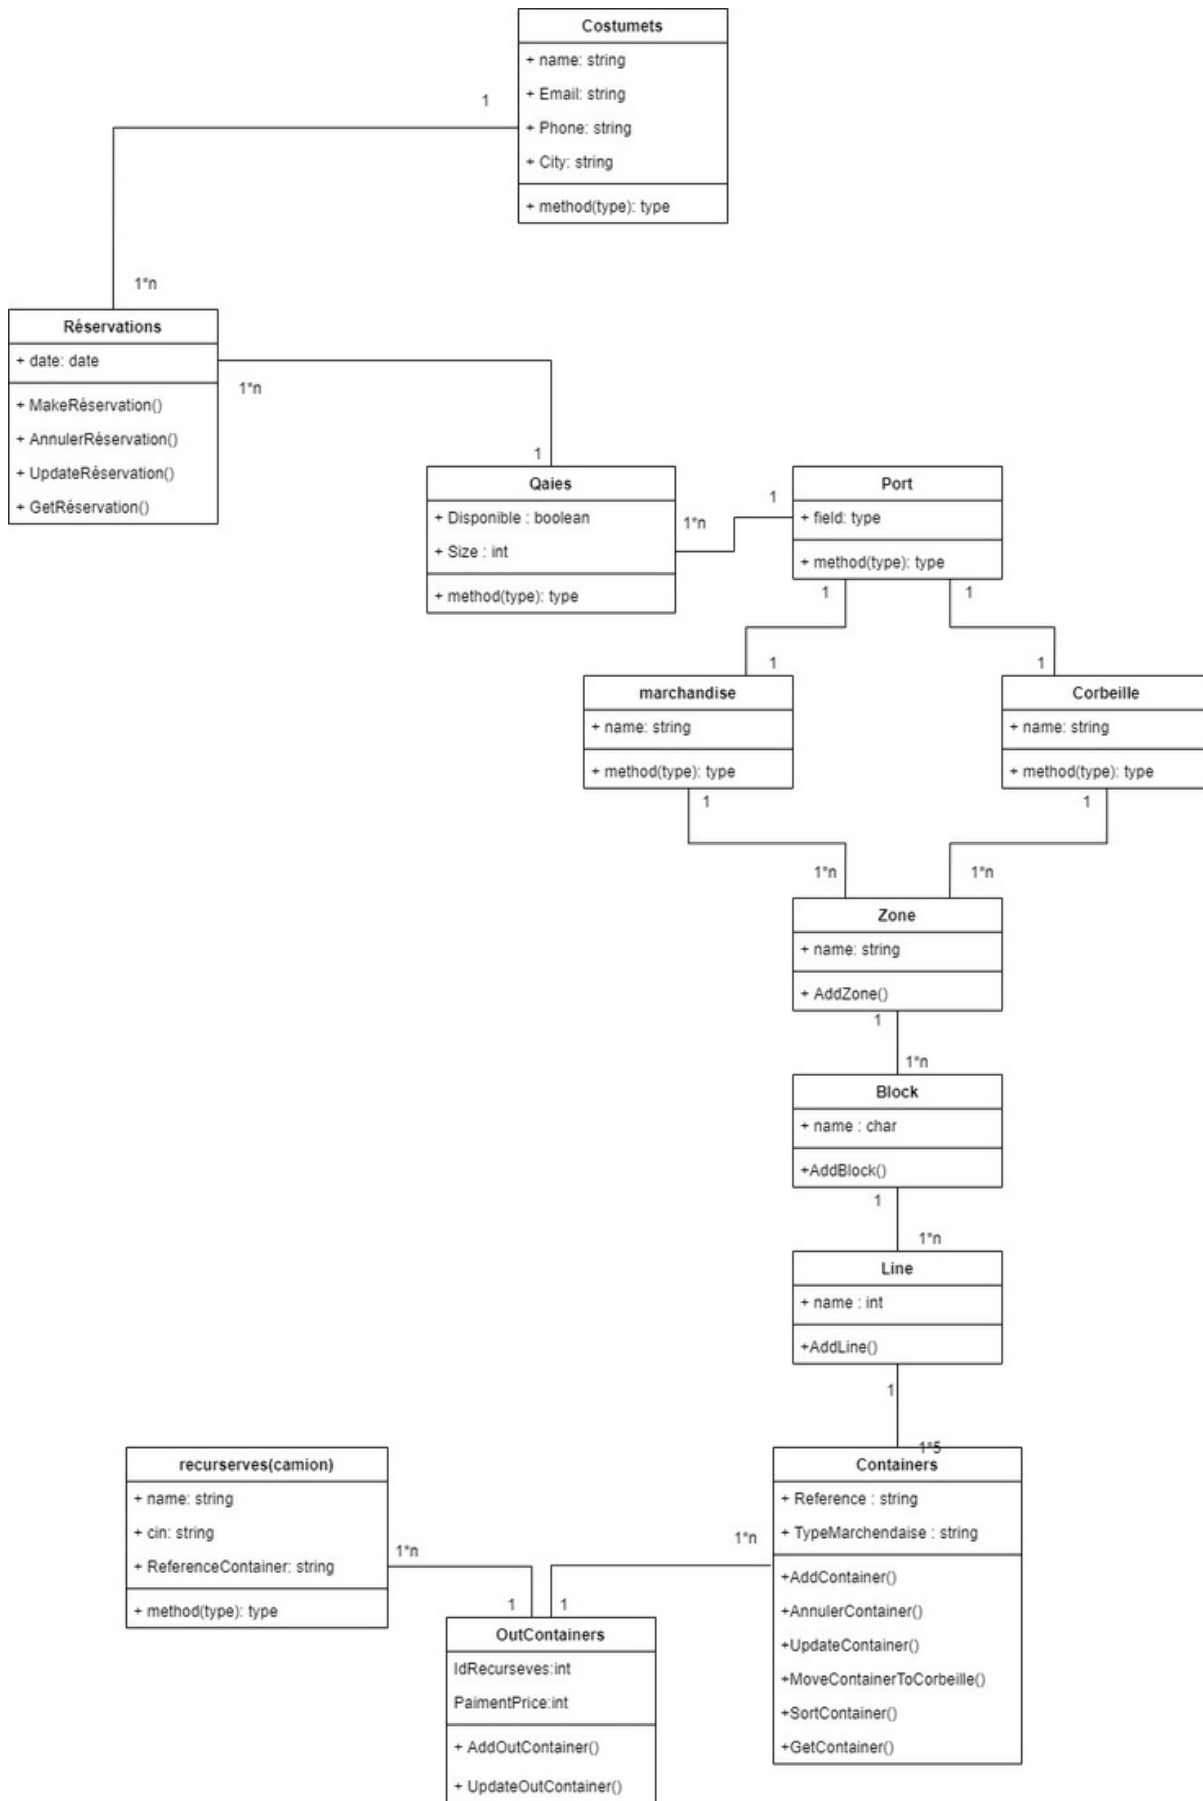 Costumets
+ name: string
+ Email: string
+ Phone: string
+ City: string
+ method(type): type
1
1*n
Réservations
+ date: date
+ MakeRéservation()
+ AnnulerRéservation()
+ UpdateRéservation()
+ GetRéservation()
1*n
1
Qaies
+ Disponible : boolean
+ Size : int
+ method(type): type
1*n
1
Port
+ field: type
+ method(type): type
1
1
1
1
marchandise
+ name: string
+ method(type): type
1
Corbeille
+ name: string
+ method(type): type
1
1*n
1*n
Zone
+ name: string
+ AddZone()
1
1*n
Block
+ name : char
+AddBlock()
1
1*n
Line
+ name : int
+AddLine()
1
1*5
Containers
+ Reference : string
+ TypeMarchendaise : string
+AddContainer()
+AnnulerContainer()
+UpdateContainer()
+MoveContainerToCorbeille()
+SortContainer()
+GetContainer()
1*n
recurserves(camion)
+ name: string
+ cin: string
+ ReferenceContainer: string
+ method(type): type
1*n
1
1
OutContainers
IdRecurseves:int
PaimentPrice:int
+ AddOutContainer()
+ UpdateOutContainer()